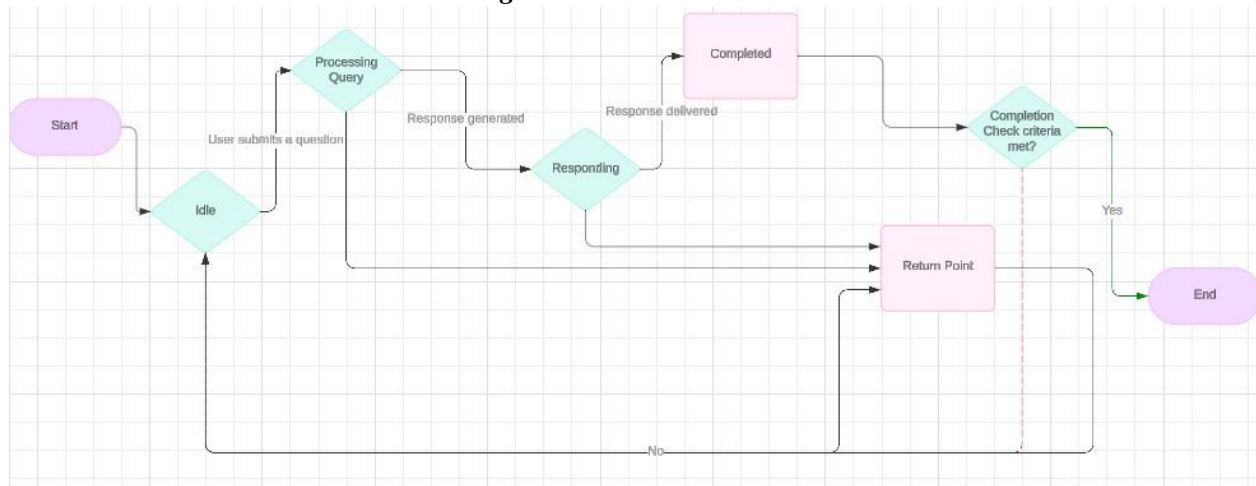 Start
Idle
User submits a question
Processing
Query
Response generated
Responding
Response delivered
Completed
Completion
Check criteria
met?
Yes
End
Return Point
No